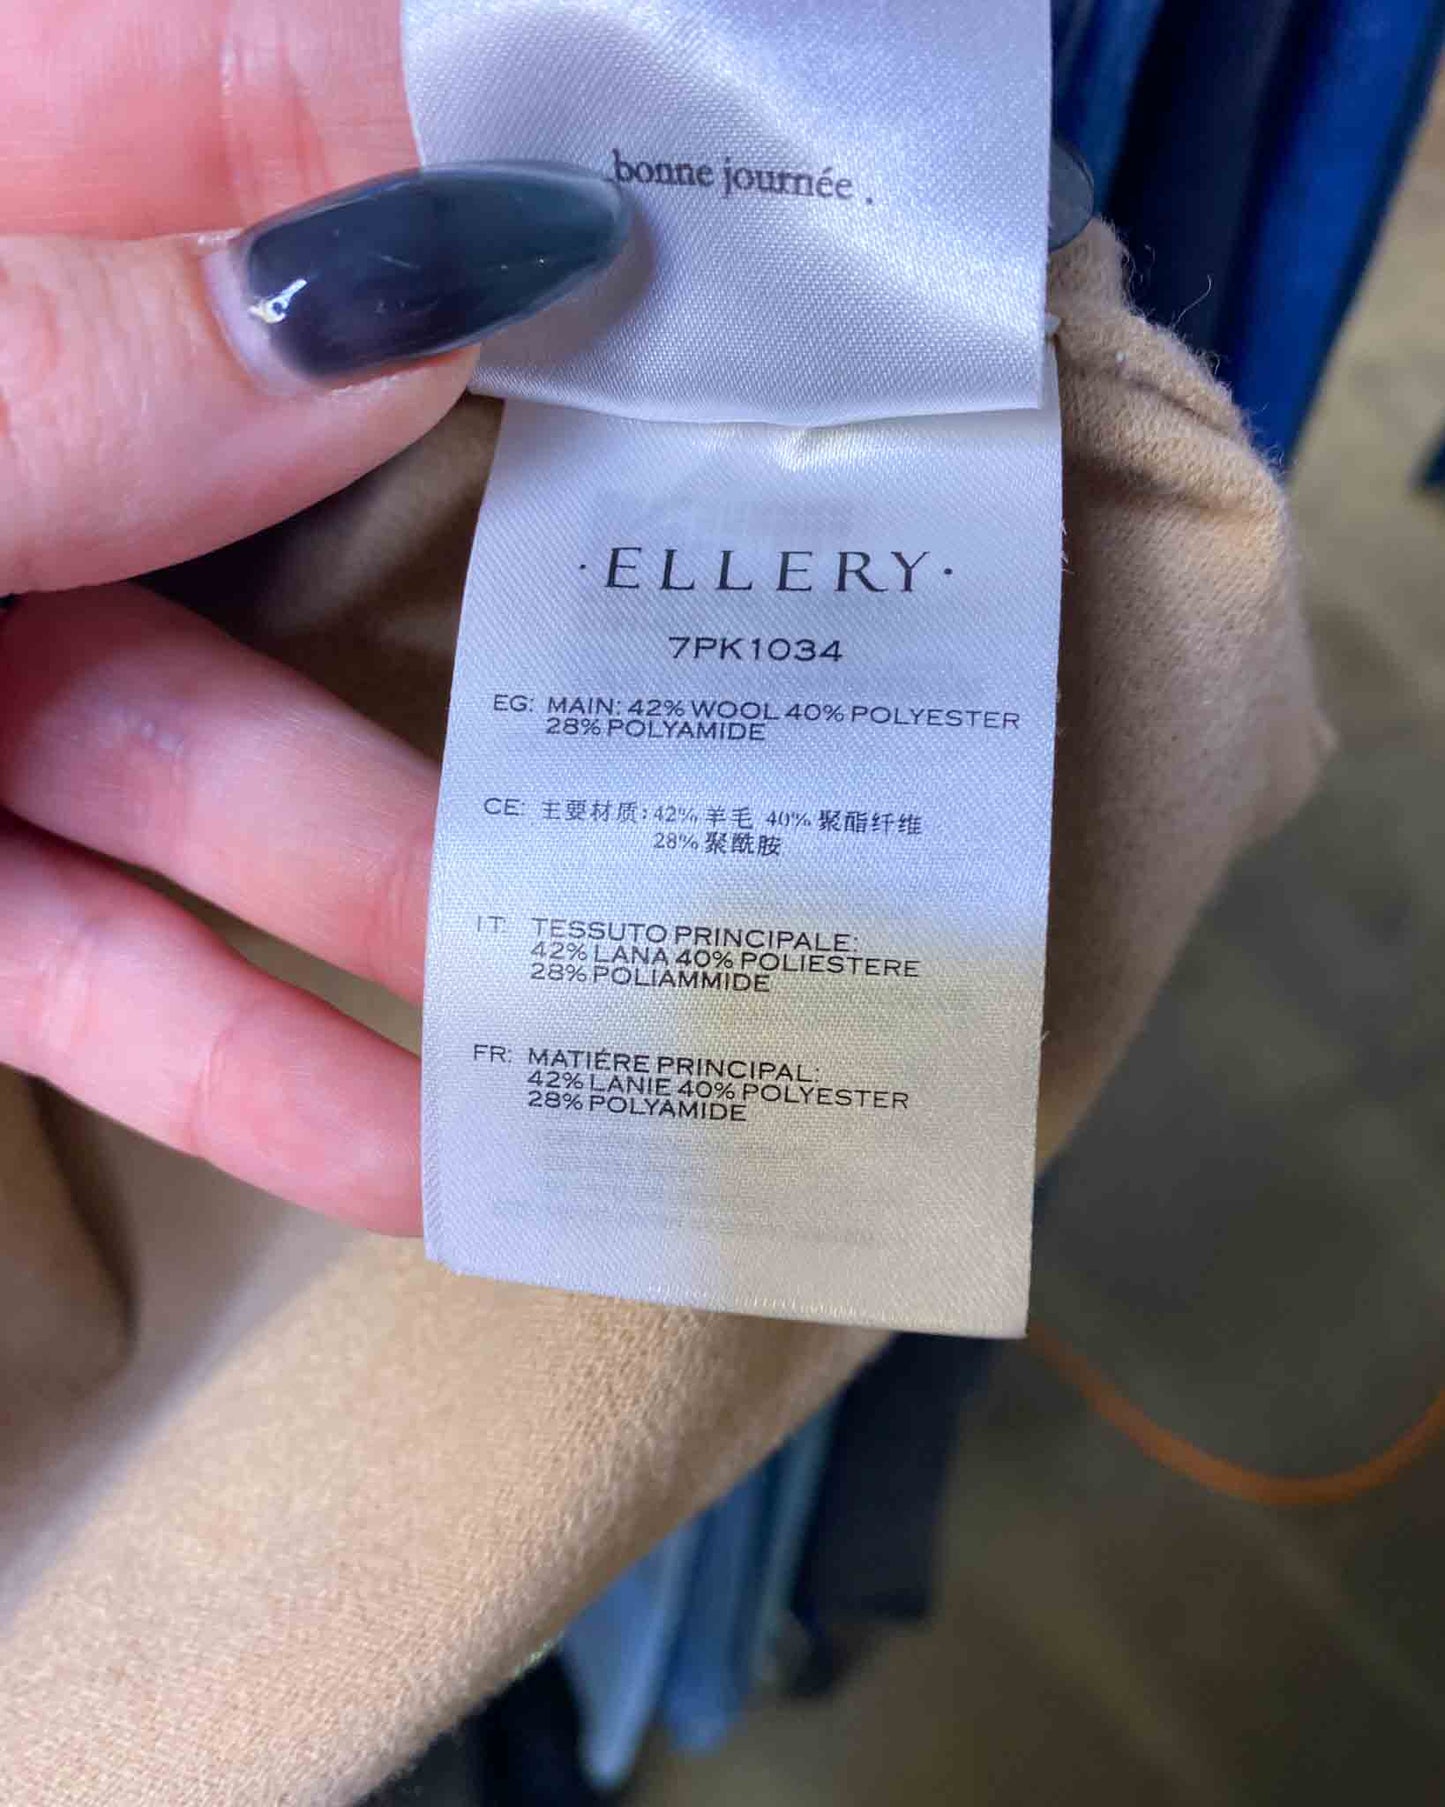 bonne journée .
· ELLERY ·
7PK1034
EG: MAIN: 42% WOOL 40% POLYESTER
28% POLYAMIDE
CE: 主要材质: 42% 羊毛 40% 聚酯纤维
28% 聚酰胺
IT: TESSUTO PRINCIPALE:
42% LANA 40% POLIESTERE
28% POLIAMMIDE
FR: MATIÉRE PRINCIPAL:
42% LANIE 40% POLYESTER
28% POLYAMIDE